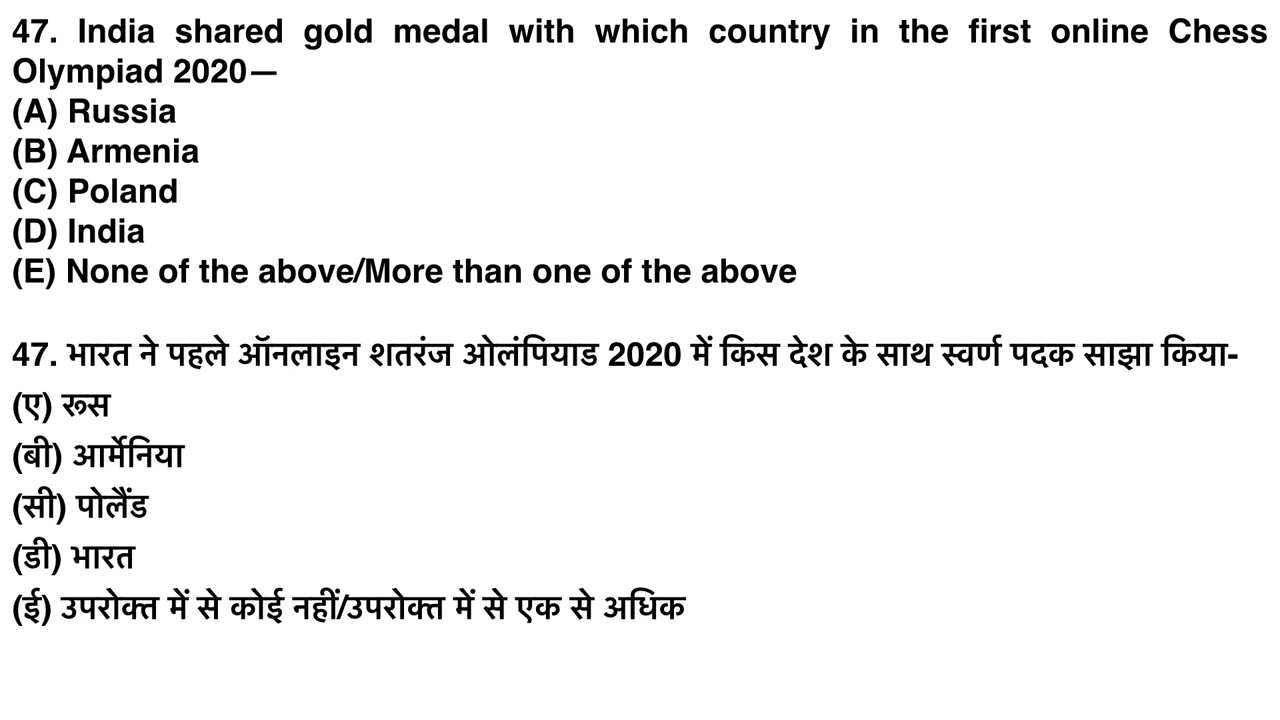 47. India shared gold medal with which country in the first online Chess
Olympiad 2020—
(A) Russia
(B) Armenia
(C) Poland
(D) India
(E) None of the above/More than one of the above
47. भारत ने पहले ऑनलाइन शतरंज ओलंपियाड 2020 में किस देश के साथ स्वर्ण पदक साझा किया-
(ए) रूस
(बी) आर्मेनिया
(सी) पोलैंड
(डी) भारत
(ई) उपरोक्त में से कोई नहीं/उपरोक्त में से एक से अधिक